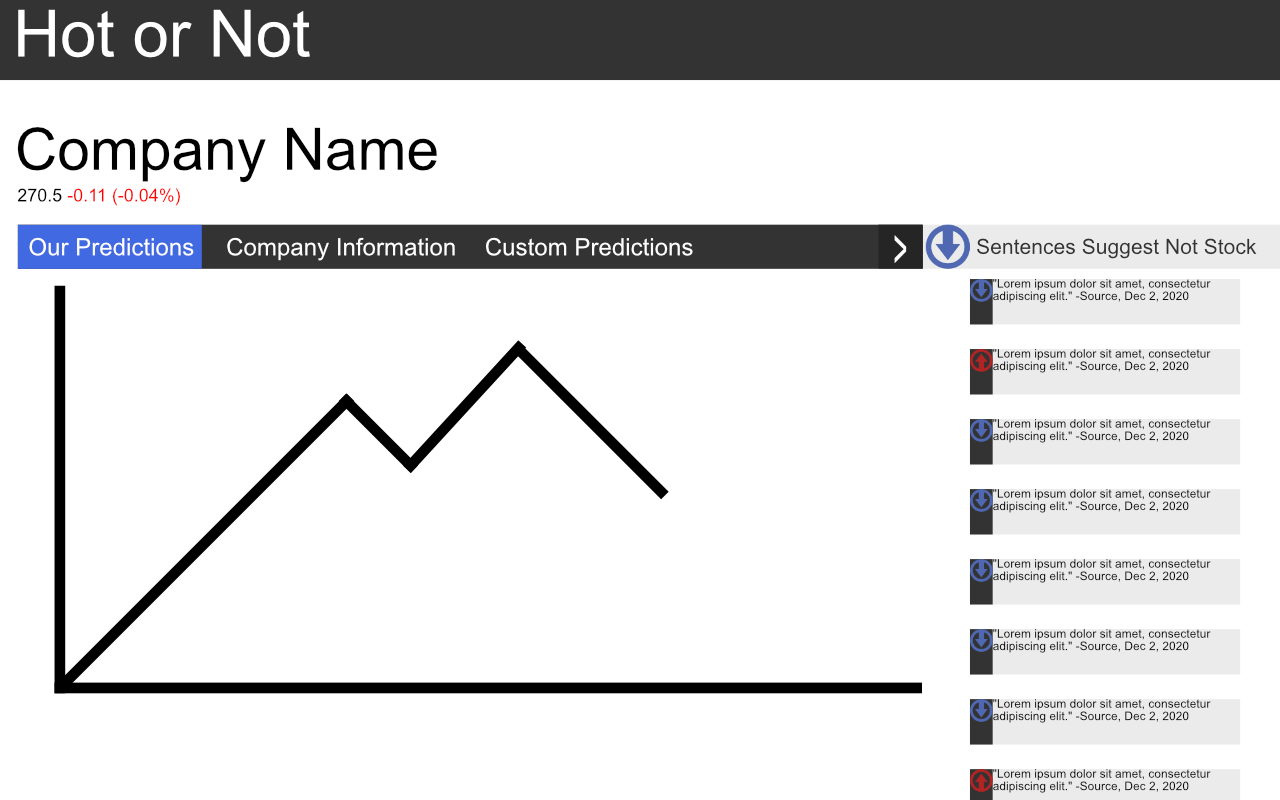 Hot or Not
Company Name
270.5 -0.11 (-0.04%)
Our Predictions Company Information Custom Predictions
Sentences Suggest Not Stock
"Lorem ipsum dolor sit amet, consectetur
adipiscing elit." -Source, Dec 2, 2020
"Lorem ipsum dolor sit amet, consectetur
adipiscing elit." -Source, Dec 2, 2020
"Lorem ipsum dolor sit amet, consectetur
adipiscing elit." -Source, Dec 2, 2020
"Lorem ipsum dolor sit amet, consectetur
adipiscing elit." -Source, Dec 2, 2020
"Lorem ipsum dolor sit amet, consectetur
adipiscing elit." -Source, Dec 2, 2020
"Lorem ipsum dolor sit amet, consectetur
adipiscing elit." -Source, Dec 2, 2020
"Lorem ipsum dolor sit amet, consectetur
adipiscing elit." -Source, Dec 2, 2020
"Lorem ipsum dolor sit amet, consectetur
adipiscing elit." -Source, Dec 2, 2020